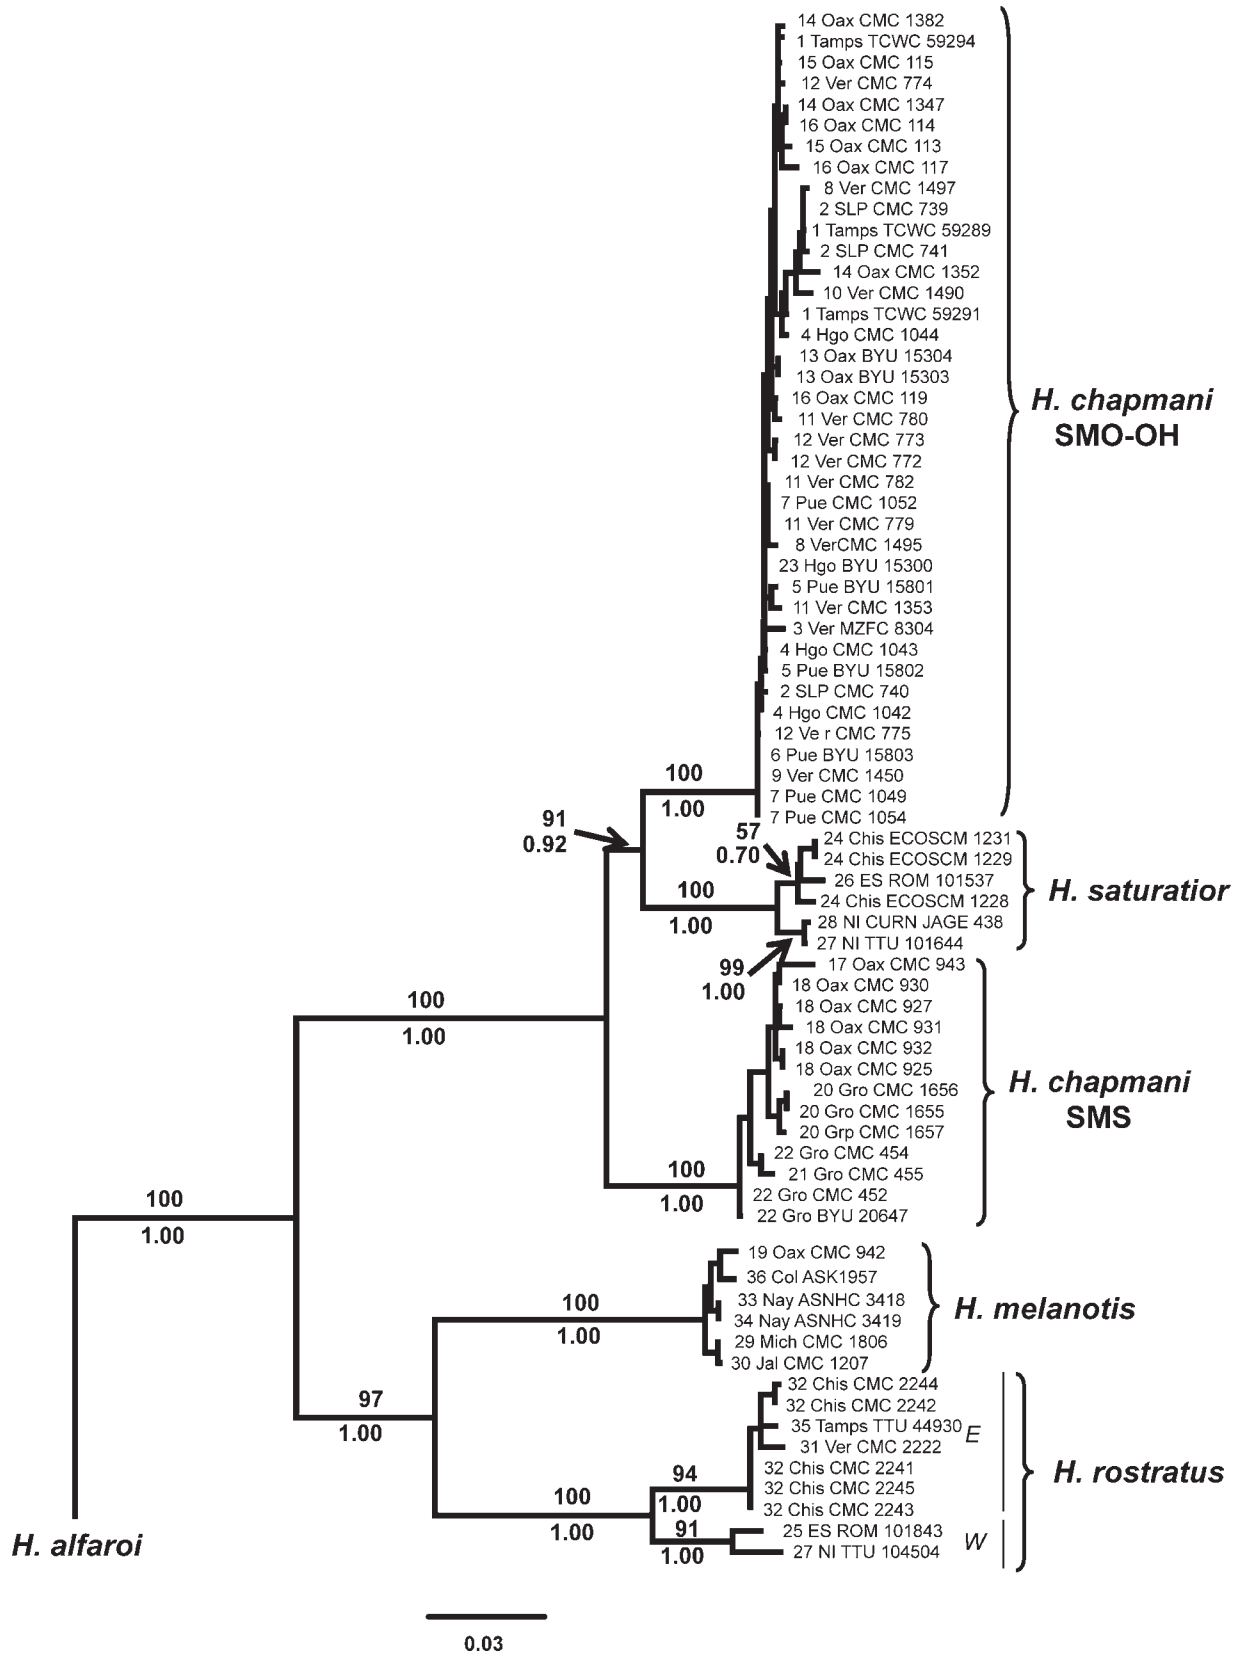 14 Oax CMC 1382
1 Tamps TCWC 59294
15 Oax CMC 115
12 Ver CMC 774
14 Oax CMC 1347
16 Oax CMC 114
15 Oax CMC 113
16 Oax CMC 117
8 Ver CMC 1497
2 SLP CMC 739
1 Tamps TCWC 59289
2 SLP CMC 741
14 Oax CMC 1352
10 Ver CMC 1490
1 Tamps TCWC 59291
4 Hgo CMC 1044
13 Oax BYU 15304
13 Oax BYU 15303
16 Oax CMC 119
11 Ver CMC 780
12 Ver CMC 773
12 Ver CMC 772
11 Ver CMC 782
7 Pue CMC 1052
11 Ver CMC 779
8 VerCMC 1495
23 Hgo BYU 15300
5 Pue BYU 15801
11 Ver CMC 1353
3 Ver MZFC 8304
4 Hgo CMC 1043
5 Pue BYU 15802
2 SLP CMC 740
4 Hgo CMC 1042
12 Ve r CMC 775
6 Pue BYU 15803
9 Ver CMC 1450
7 Pue CMC 1049
7 Pue CMC 1054
H. chapmani
SMO-OH
100
1.00
91
0.92
57
0.70
24 Chis ECOSCM 1231
24 Chis ECOSCM 1229
26 ES ROM 101537
24 Chis ECOSCM 1228
28 NI CURN JAGE 438
27 NI TTU 101644
H. saturatior
100
1.00
99
1.00
17 Oax CMC 943
18 Oax CMC 930
18 Oax CMC 927
18 Oax CMC 931
18 Oax CMC 932
18 Oax CMC 925
20 Gro CMC 1656
20 Gro CMC 1655
20 Grp CMC 1657
22 Gro CMC 454
21 Gro CMC 455
22 Gro CMC 452
22 Gro BYU 20647
H. chapmani
SMS
100
1.00
100
1.00
100
1.00
19 Oax CMC 942
36 Col ASK1957
33 Nay ASNHC 3418
34 Nay ASNHC 3419
29 Mich CMC 1806
30 Jal CMC 1207
H. melanotis
100
1.00
97
1.00
32 Chis CMC 2244
32 Chis CMC 2242
35 Tamps TTU 44930
31 Ver CMC 2222
32 Chis CMC 2241
32 Chis CMC 2245
32 Chis CMC 2243
E
25 ES ROM 101843
27 NI TTU 104504
W
H. rostratus
94
1.00
100
1.00
91
1.00
H. alfaroi
0.03